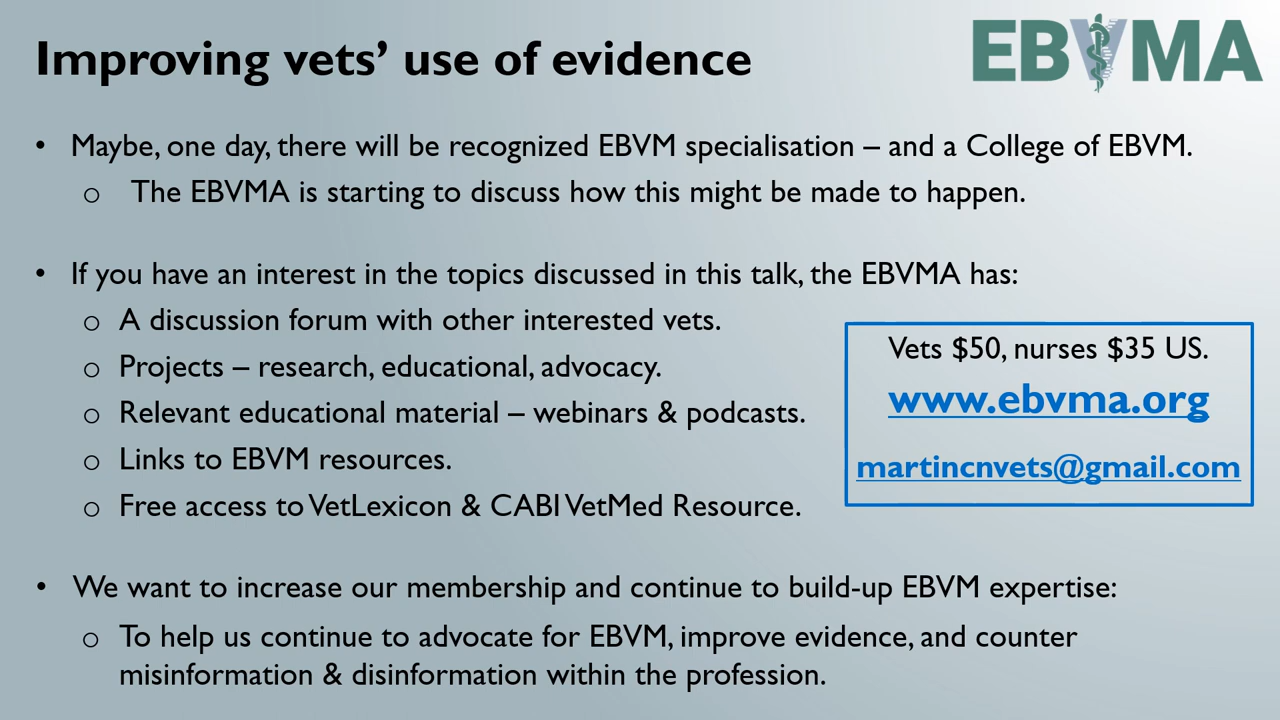 Improving vets’ use of evidence
EBVMA
• Maybe, one day, there will be recognized EBVM specialisation – and a College of EBVM.
o The EBVMA is starting to discuss how this might be made to happen.
• If you have an interest in the topics discussed in this talk, the EBVMA has:
o A discussion forum with other interested vets.
o Projects – research, educational, advocacy.
o Relevant educational material – webinars & podcasts.
o Links to EBVM resources.
o Free access to VetLexicon & CABI VetMed Resource.
Vets $50, nurses $35 US.
www.ebvma.org
martincnvets@gmail.com
• We want to increase our membership and continue to build-up EBVM expertise:
o To help us continue to advocate for EBVM, improve evidence, and counter
misinformation & disinformation within the profession.